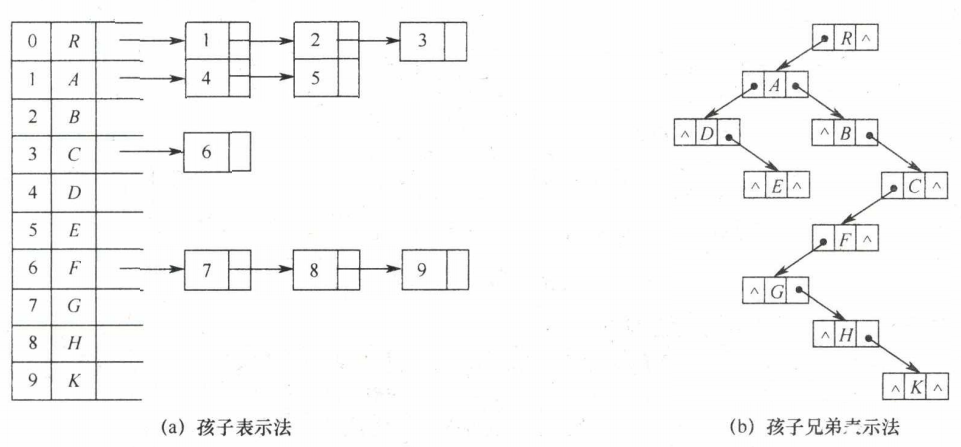 0 R 1 2 3
1 A 4 5
2 B
3 C 6
4 D
5 E
6 F 7 8 9
7 G
8 H
9 K
(a) 孩子表示法
R ∧
A
∧ D
∧ B
∧ E ∧
C ∧
F ∧
∧ G
∧ H
∧ K ∧
(b) 孩子兄弟表示法